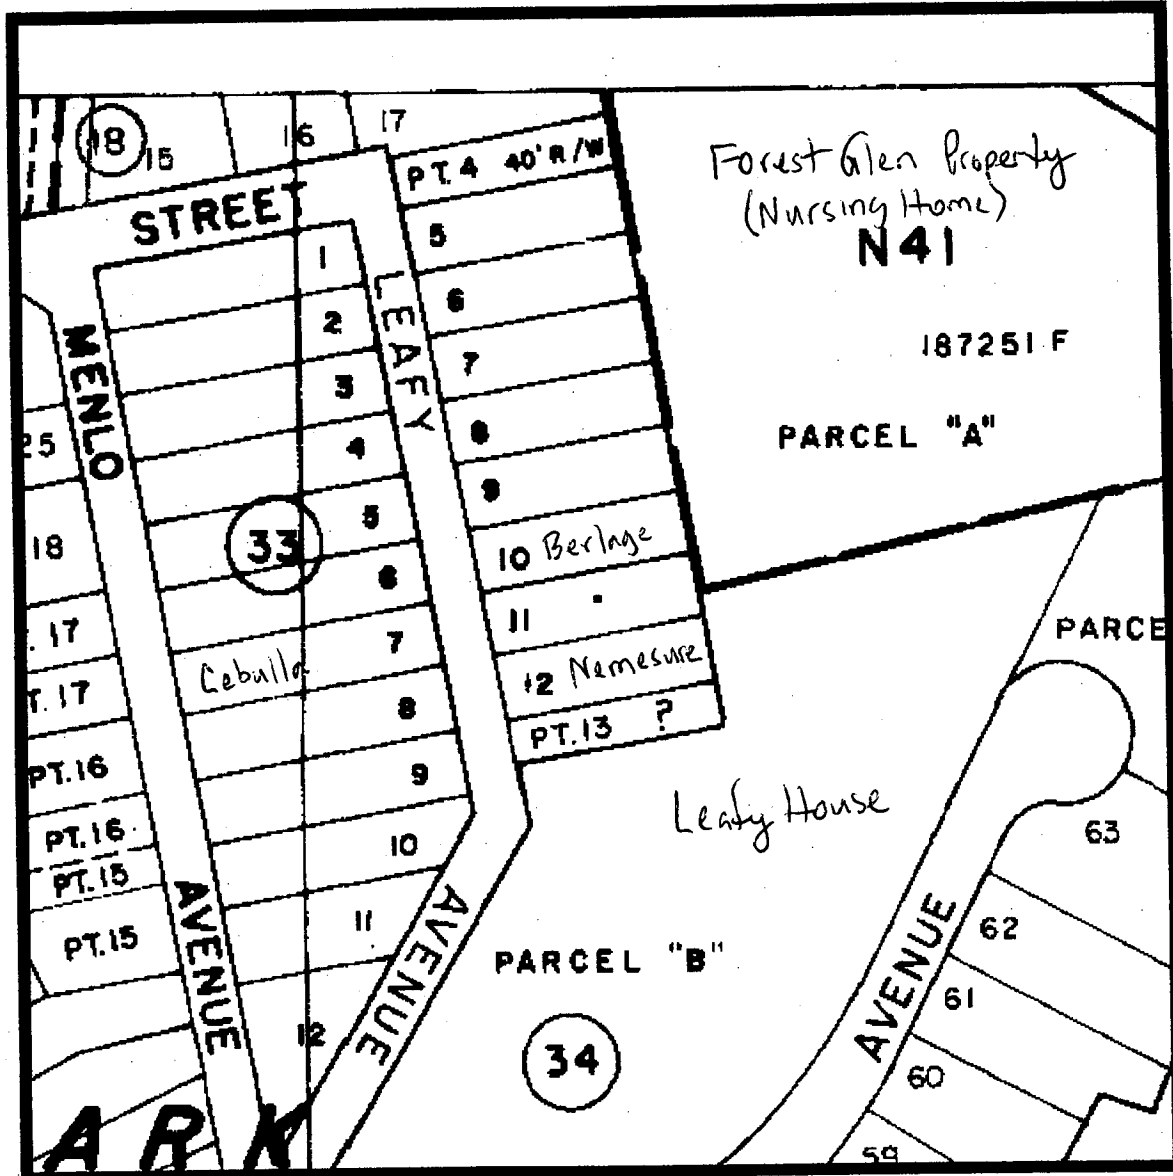 18
15
16
17
PT. 4 40' R/W
Forest Glen Property
(Nursing Home)
N 41
187251 F
PARCEL "A"
STREET
MENLO
LEAFY
1
2
3
4
5
6
7
8
9
10
11
12
33
5
6
7
8
9
10 Berlage
11
12 Nemesure
PT. 13 ?
Cebulla
25
18
. 17
T. 17
PT. 16
PT. 16
PT. 15
PT. 15
AVENUE
AVENUE
Leafy House
PARCEL "B"
34
PARCE
63
62
61
60
59
AVENUE
ARK